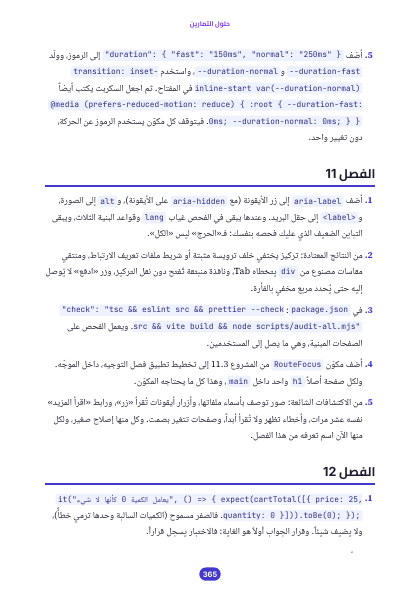 حلول التمارين
5. أضف "duration": { "fast": "150ms", "normal": "250ms" } إلى الرموز، وولّد
--duration-fast و --duration-normal، واستخدم transition: inset-
inline-start var(--duration-normal) في المفتاح. ثم اجعل السكربت يكتب أيضاً
@media (prefers-reduced-motion: reduce) { :root { --duration-fast:
0ms; --duration-normal: 0ms; } }. فيتوقف كل مكوّن يستخدم الرموز عن الحركة،
دون تغيير واحد.
الفصل 11
1. أضف aria-label إلى زر الأيقونة (مع aria-hidden على الأيقونة)، و alt إلى الصورة،
و <label> إلى حقل البريد. وعندها يبقى في الفحص غياب lang وقواعد البنية الثلاث، ويبقى
التباين الضعيف الذي عليك فحصه بنفسك: فـ«الحرج» ليس «الكل».
2. من النتائج المعتادة: تركيز يختفي خلف ترويسة مثبتة أو شريط ملفات تعريف الارتباط، ومنتقي
مقاسات مصنوع من div يتخطاه Tab، ونافذة منبثقة تُفتح دون نقل التركيز، وزر «ادفع» لا يُوصل
إليه حتى يُحدد مربع مخفي بالفأرة.
3. في package.json: "check": "tsc && eslint src && prettier --check
src && vite build && node scripts/audit-all.mjs". ويعمل الفحص على
الصفحات المبنية، وهي ما يصل إلى المستخدمين.
4. أضف مكوّن RouteFocus من المشروع 11.3 إلى تخطيط تطبيق فصل التوجيه، داخل الموجّه.
ولكل صفحة أصلاً h1 واحد داخل main، وهذا كل ما يحتاجه المكوّن.
5. من الاكتشافات الشائعة: صور توصف بأسماء ملفاتها، وأزرار أيقونات تُقرأ «زر»، ورابط «اقرأ المزيد»
نفسه عشر مرات، وأخطاء تظهر ولا تُقرأ أبداً، وصفحات تتغير بصمت. وكل منها إصلاح صغير، ولكل
منها الآن اسم تعرفه من هذا الفصل.
الفصل 12
1. it("يعامل الكمية 0 كأنها لا شيء", () => { expect(cartTotal([{ price: 25,
quantity: 0 }])).toBe(0); });. فالصفر مسموح (الكميات السالبة وحدها ترمي خطأً)،
ولا يضيف شيئاً. وقرار الجواب أولاً هو الغاية: فالاختبار يسجل قراراً.
365